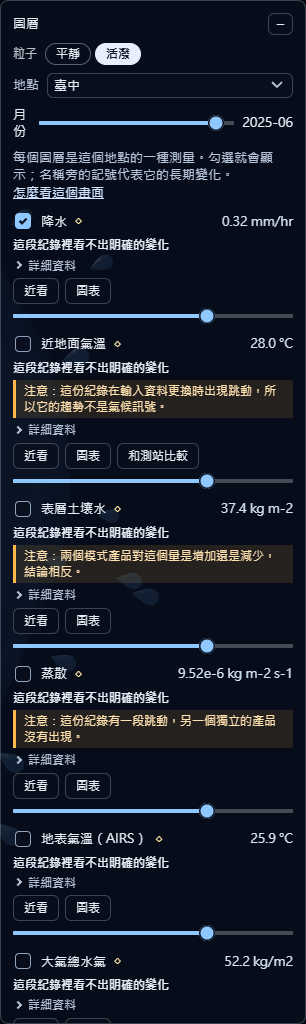 圖層
粒子 平靜 活潑
地點 臺中
月份 2025-06
每個圖層是這個地點的一種測量。勾選就會顯
示；名稱旁的記號代表它的長期變化。
怎麼看這個畫面
降水 ◇ 0.32 mm/hr
這段紀錄裡看不出明確的變化
詳細資料
近看 圖表
近地面氣溫 ◇ 28.0 °C
這段紀錄裡看不出明確的變化
注意：這份紀錄在輸入資料更換時出現跳動，所
以它的趨勢不是氣候訊號。
詳細資料
近看 圖表 和測站比較
表層土壤水 ◇ 37.4 kg m-2
這段紀錄裡看不出明確的變化
注意：兩個模式產品對這個量是增加還是減少，
結論相反。
詳細資料
近看 圖表
蒸散 ◇ 9.52e-6 kg m-2 s-1
這段紀錄裡看不出明確的變化
注意：這份紀錄有一段跳動，另一個獨立的產品
沒有出現。
詳細資料
近看 圖表
地表氣溫（AIRS） ◇ 25.9 °C
這段紀錄裡看不出明確的變化
詳細資料
近看 圖表
大氣總水氣 ◇ 52.2 kg/m2
這段紀錄裡看不出明確的變化
詳細資料